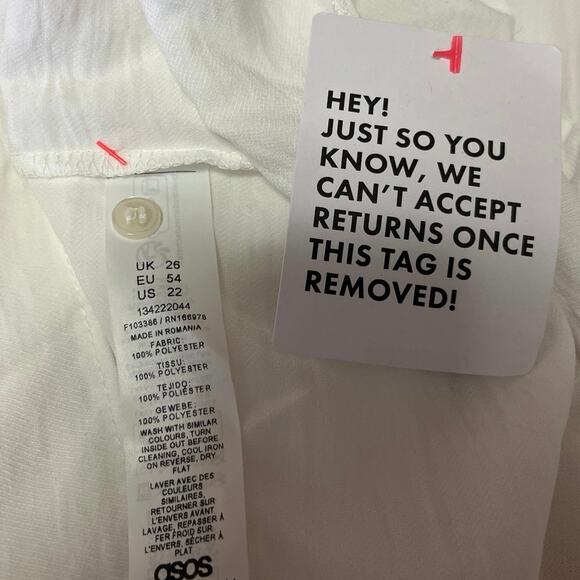 HEY!
JUST SO YOU
KNOW, WE
CAN'T ACCEPT
RETURNS ONCE
THIS TAG IS
REMOVED!
UK 26
EU 54
US 22
134222044
F103386 / RN166978
MADE IN ROMANIA
FABRIC:
100% POLYESTER
TISSU:
100% POLYESTER
TEJIDO:
100% POLIÉSTER
GEWEBE:
100% POLYESTER
WASH WITH SIMILAR
COLOURS, TURN
INSIDE OUT BEFORE
CLEANING, COOL IRON
ON REVERSE, DRY
FLAT
LAVER AVEC DES
COULEURS
SIMILAIRES,
RETOURNER SUR
L'ENVERS AVANT
LAVAGE, REPASSER À
FER FROID SUR
L'ENVERS, SÉCHER À
PLAT
asos